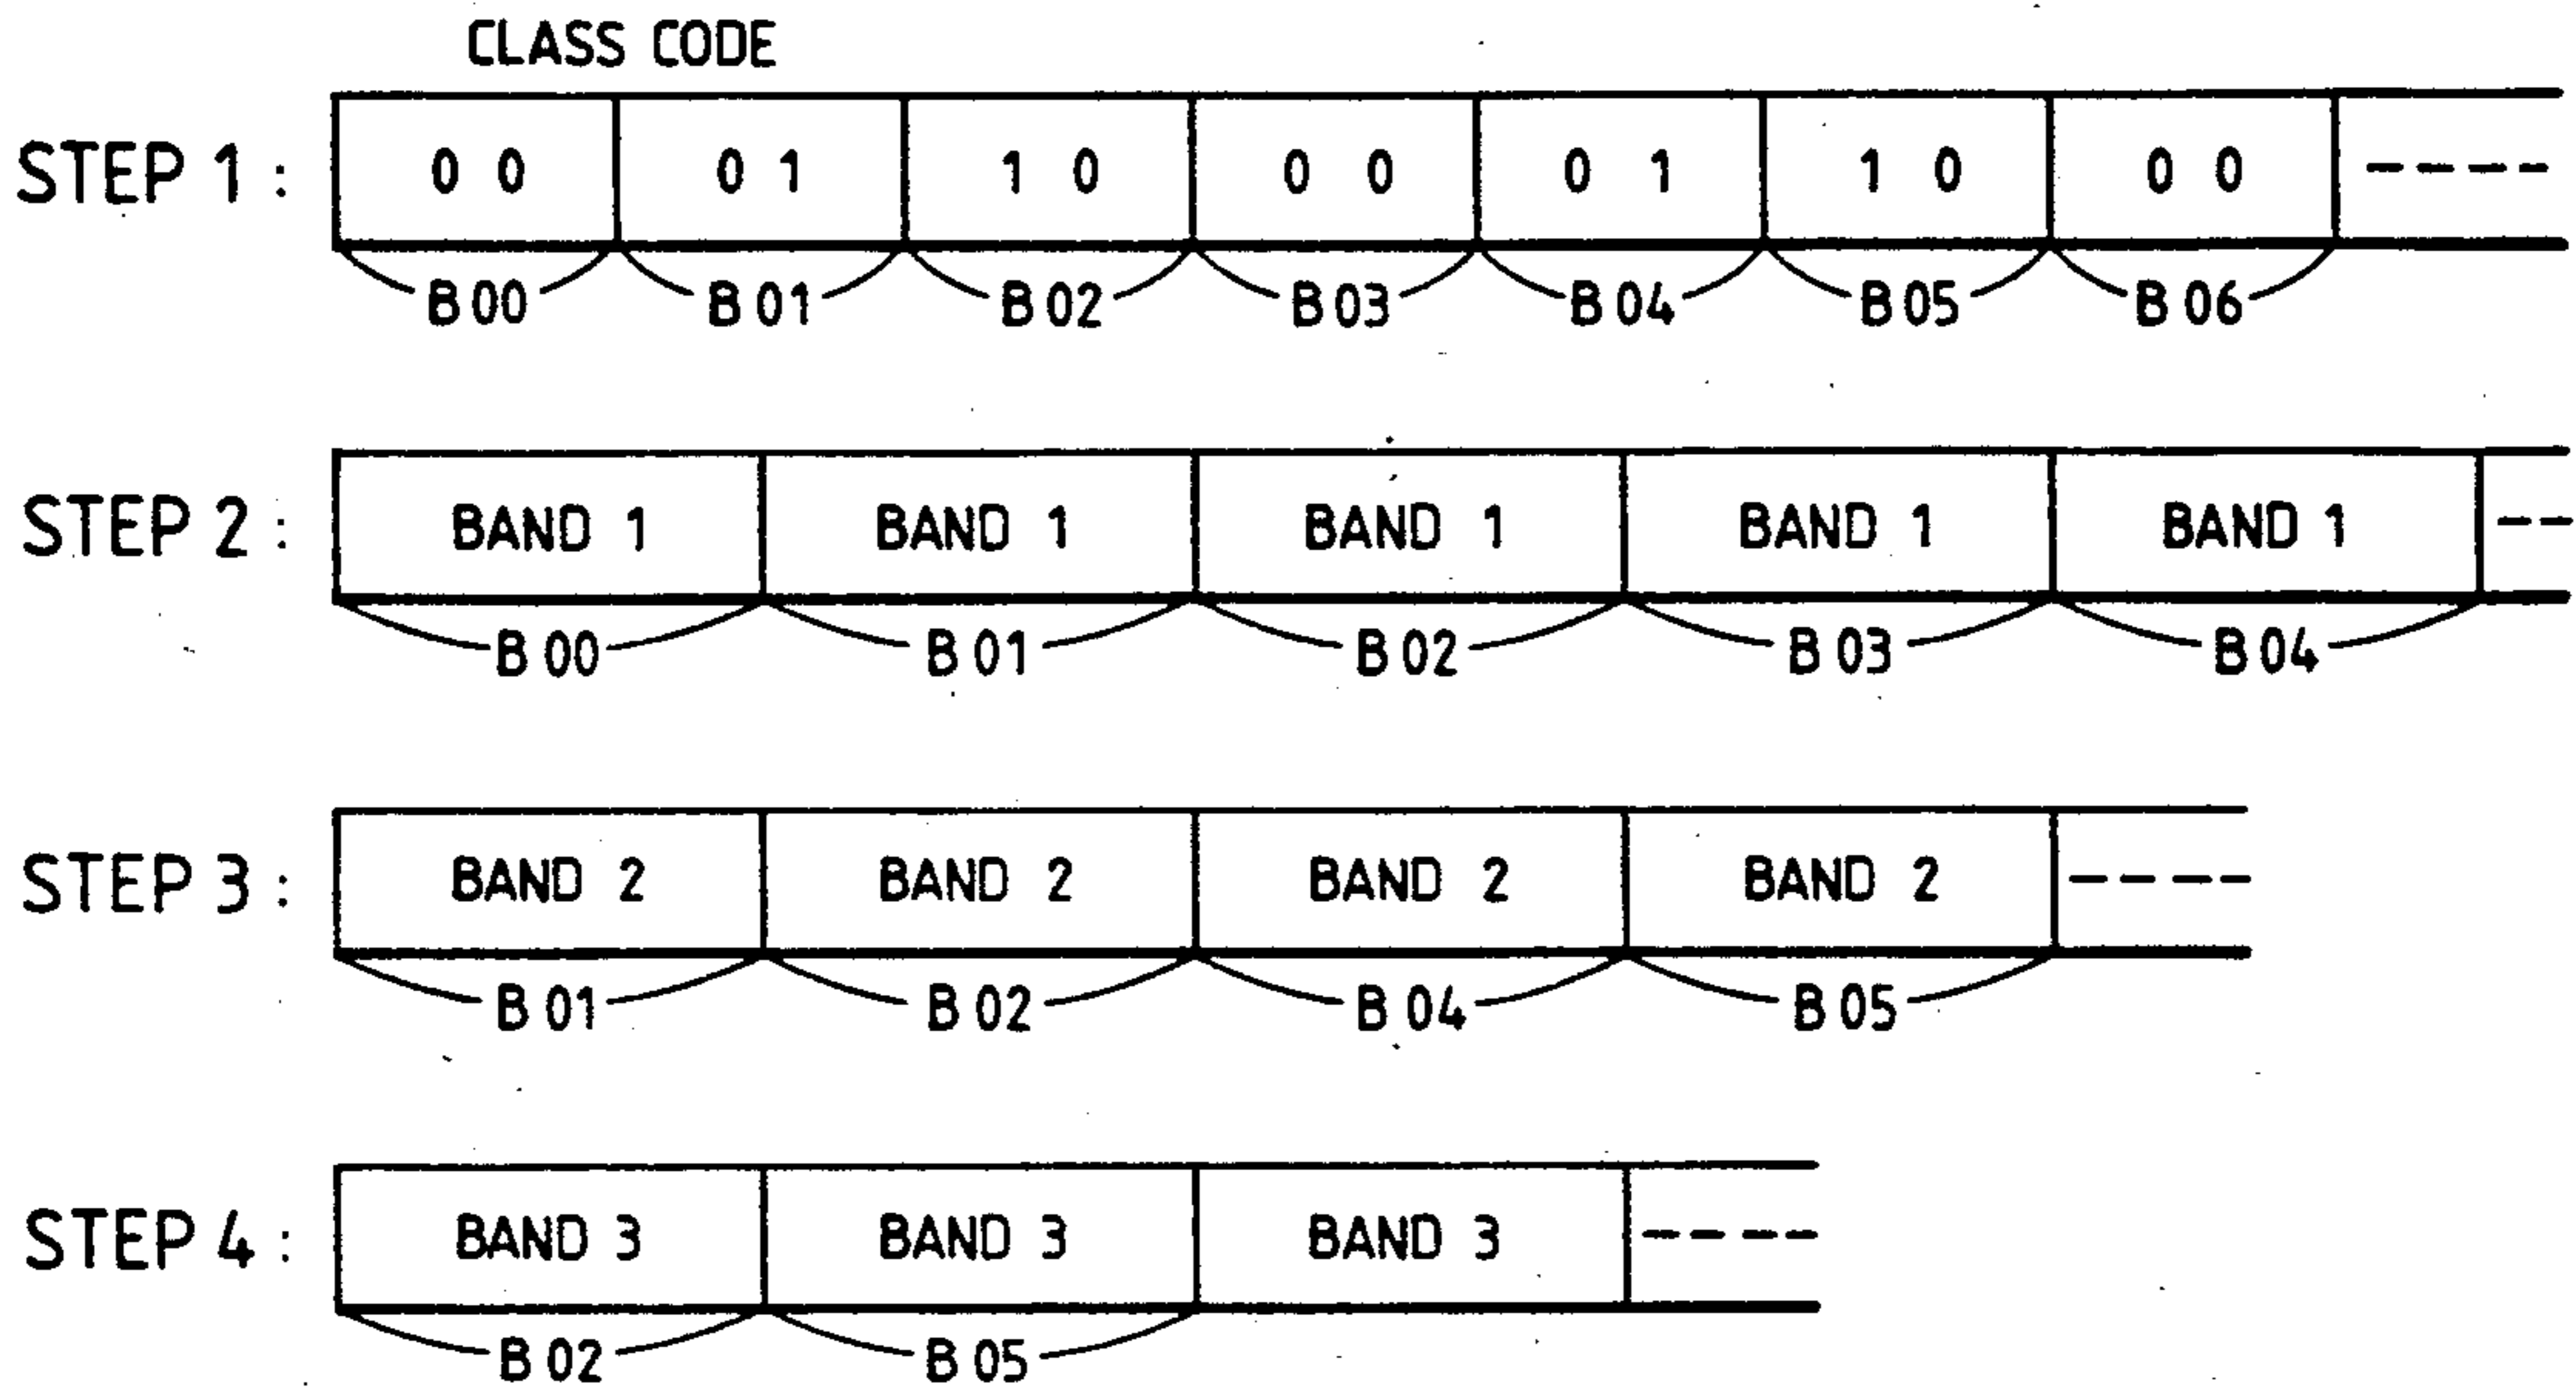 CLASS CODE
STEP 1 : 0 0 0 1 1 0 0 0 0 1 1 0 0 0
B 00 B 01 B 02 B 03 B 04 B 05 B 06
STEP 2 : BAND 1 BAND 1 BAND 1 BAND 1 BAND 1
B 00 B 01 B 02 B 03 B 04
STEP 3 : BAND 2 BAND 2 BAND 2 BAND 2
B 01 B 02 B 04 B 05
STEP 4 : BAND 3 BAND 3 BAND 3
B 02 B 05